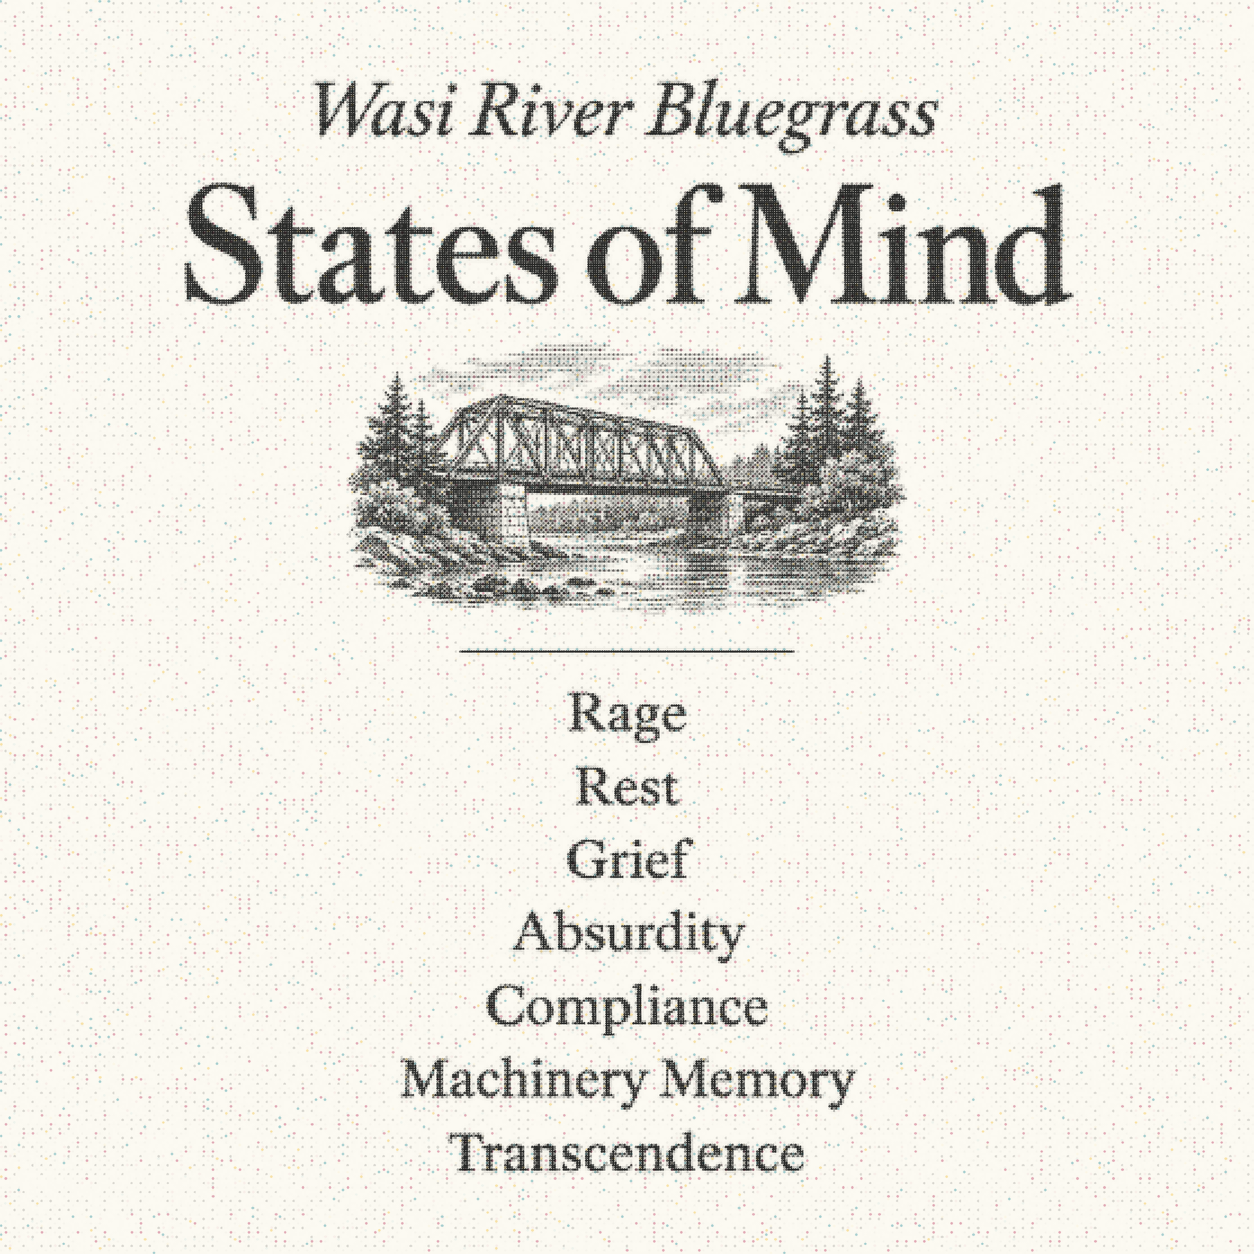 Wasi River Bluegrass
States of Mind
Rage
Rest
Grief
Absurdity
Compliance
Machinery Memory
Transcendence